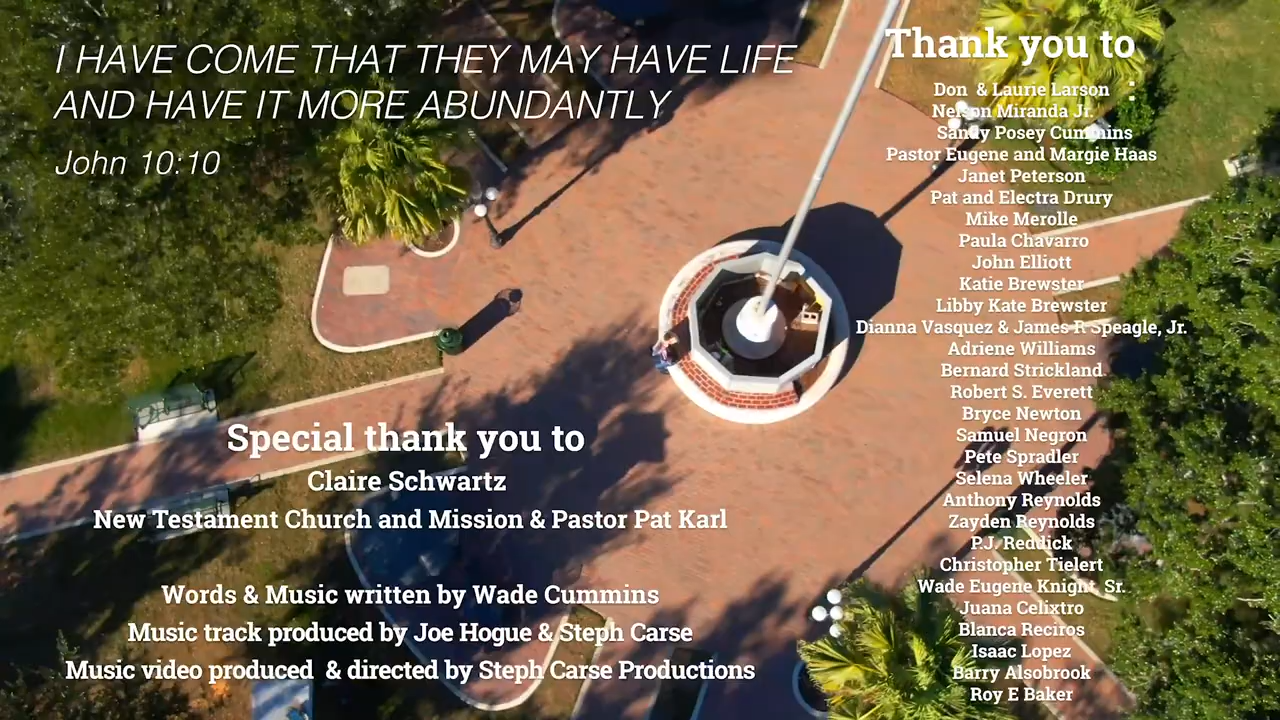 I HAVE COME THAT THEY MAY HAVE LIFE
AND HAVE IT MORE ABUNDANTLY
John 10:10
Special thank you to
Claire Schwartz
New Testament Church and Mission & Pastor Pat Karl
Words & Music written by Wade Cummins
Music track produced by Joe Hogue & Steph Carse
Music video produced & directed by Steph Carse Productions
Thank you to
:
Don & Laurie Larson
Nelson Miranda Jr.
Sandy Posey Cummins
Pastor Eugene and Margie Haas
Janet Peterson
Pat and Electra Drury
Mike Merolle
Paula Chavarro
John Elliott
Katie Brewster
Libby Kate Brewster
Dianna Vasquez & James R Speagle, Jr.
Adriene Williams
Bernard Strickland
Robert S. Everett
Bryce Newton
Samuel Negron
Pete Spradler
Selena Wheeler
Anthony Reynolds
Zayden Reynolds
P.J. Reddick
Christopher Tielert
Wade Eugene Knight, Sr.
Juana Celixtro
Blanca Reciros
Isaac Lopez
Barry Alsobrook
Roy E Baker